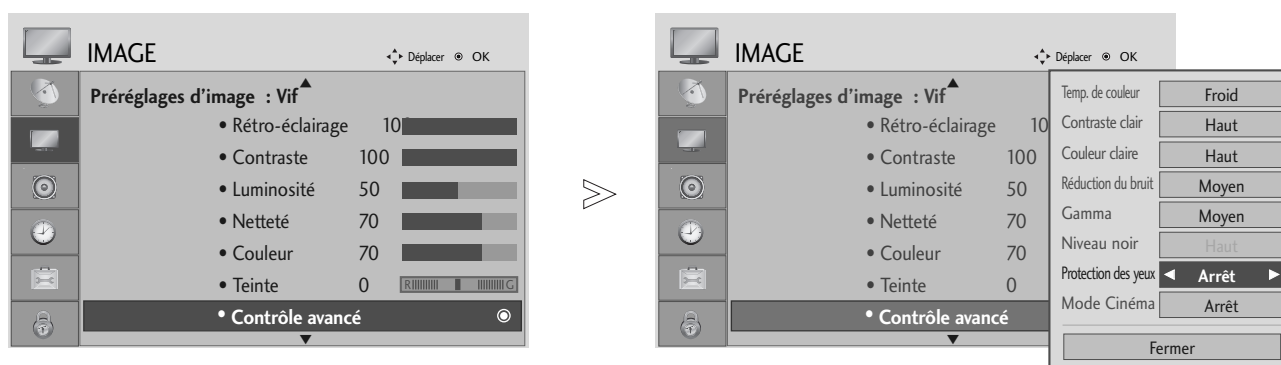 IMAGE
Déplacer OK
Préréglages d'image : Vif
• Rétro-éclairage 10
• Contraste 100
• Luminosité 50
• Netteté 70
• Couleur 70
• Teinte 0 R G
• Contrôle avancé
IMAGE
Déplacer OK
Préréglages d'image : Vif
• Rétro-éclairage 10
• Contraste 100
• Luminosité 50
• Netteté 70
• Couleur 70
• Teinte 0
• Contrôle avancé
Temp. de couleur Froid
Contraste clair Haut
Couleur claire Haut
Réduction du bruit Moyen
Gamma Moyen
Niveau noir Haut
Protection des yeux ◄ Arrêt ►
Mode Cinéma Arrêt
Fermer